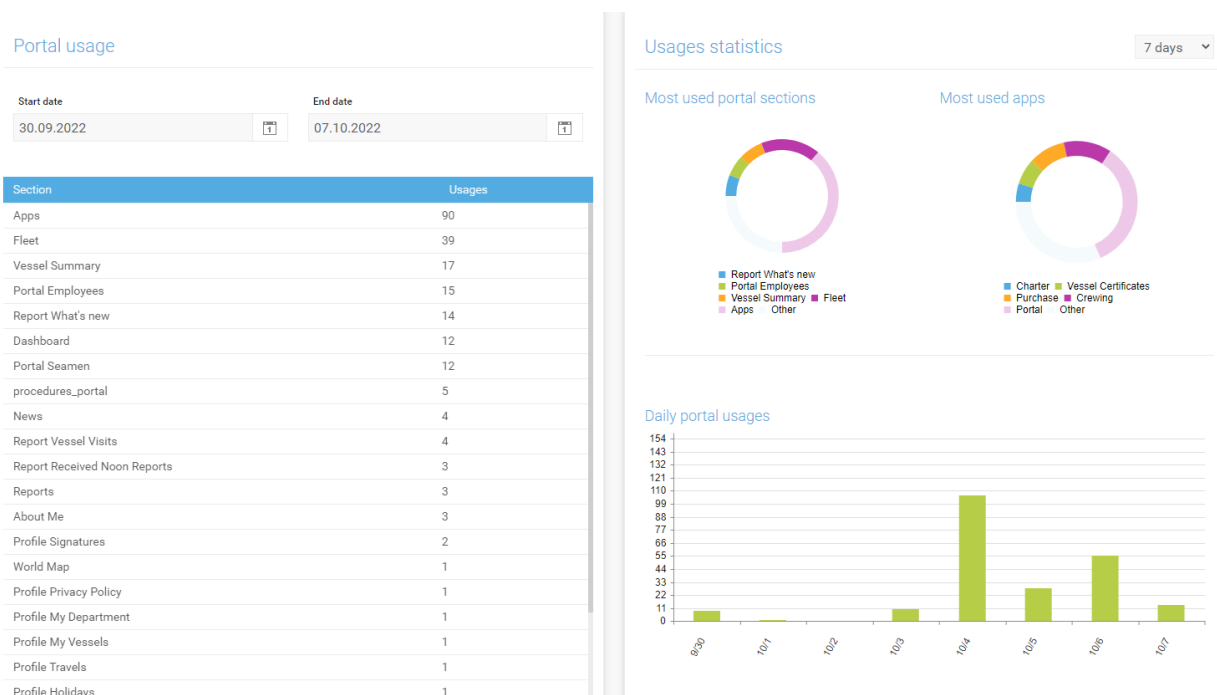 Portal usage
Start date
End date
30.09.2022
07.10.2022
Section Usages
Apps 90
Fleet 39
Vessel Summary 17
Portal Employees 15
Report What's new 14
Dashboard 12
Portal Seamen 12
procedures_portal 5
News 4
Report Vessel Visits 4
Report Received Noon Reports 3
Reports 3
About Me 3
Profile Signatures 2
World Map 1
Profile Privacy Policy 1
Profile My Department 1
Profile My Vessels 1
Profile Travels 1
Profile Holidays 1
Usages statistics
7 days
Most used portal sections
Report What's new
Portal Employees
Vessel Summary Fleet
Apps Other
Most used apps
Charter Vessel Certificates
Purchase Crewing
Portal Other
Daily portal usages
154
143
132
121
110
99
88
77
66
55
44
33
22
11
0
9/30 10/1 10/2 10/3 10/4 10/5 10/6 10/7